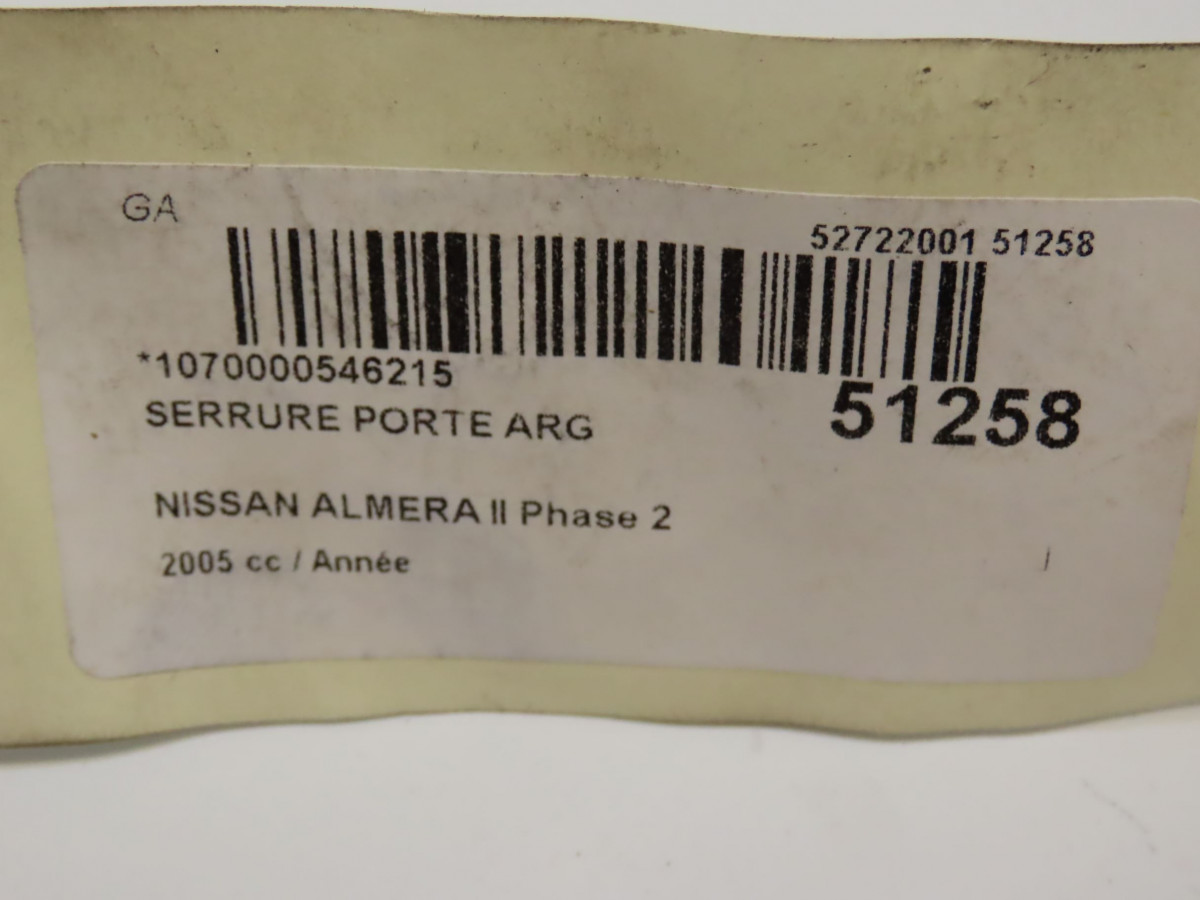 GA
52722001 51258
*1070000546215
51258
SERRURE PORTE ARG
NISSAN ALMERA II Phase 2
2005 cc / Année
/